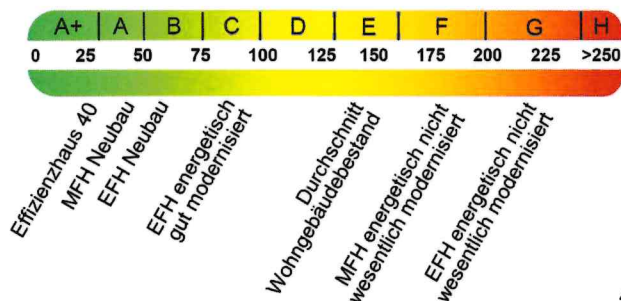 A+ A B C D E F G H
0 25 50 75 100 125 150 175 200 225 >250
Effizienzhaus 40
MFH Neubau
EFH Neubau
EFH energetisch
gut modernisiert
Durchschnitt
Wohngebäudebestand
MFH energetisch nicht
wesentlich modernisiert
EFH energetisch nicht
wesentlich modernisiert